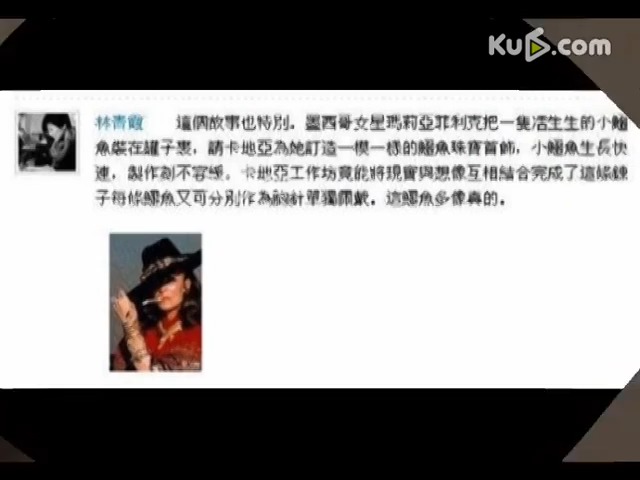 Ku6.com
林青霞 這個故事也特別。墨西哥女星瑪莉亞菲利克把一隻活生生的小鱷
魚裝在罐子裏，請卡地亞為她訂造一模一樣的鱷魚珠寶首飾，小鱷魚生長快
速，製作刻不容緩。卡地亞工作坊竟能將現實與想像互相結合完成了這條鍊
子每條鱷魚又可分別作為胸針單獨佩戴。這鱷魚多像真的。